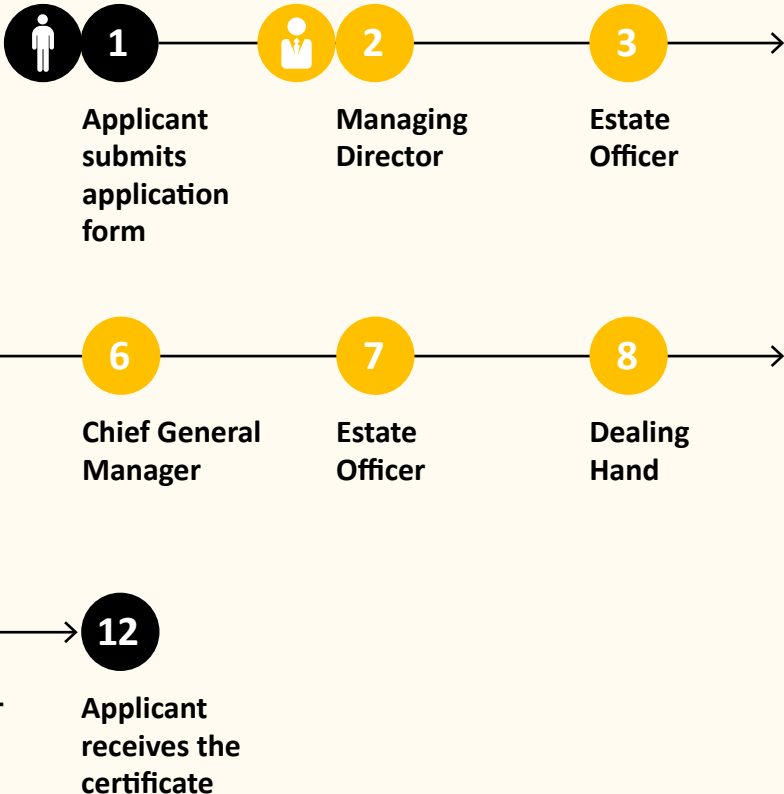 1
Applicant
submits
application
form
2
Managing
Director
3
Estate
Officer
6
Chief General
Manager
7
Estate
Officer
8
Dealing
Hand
12
Applicant
receives the
certificate